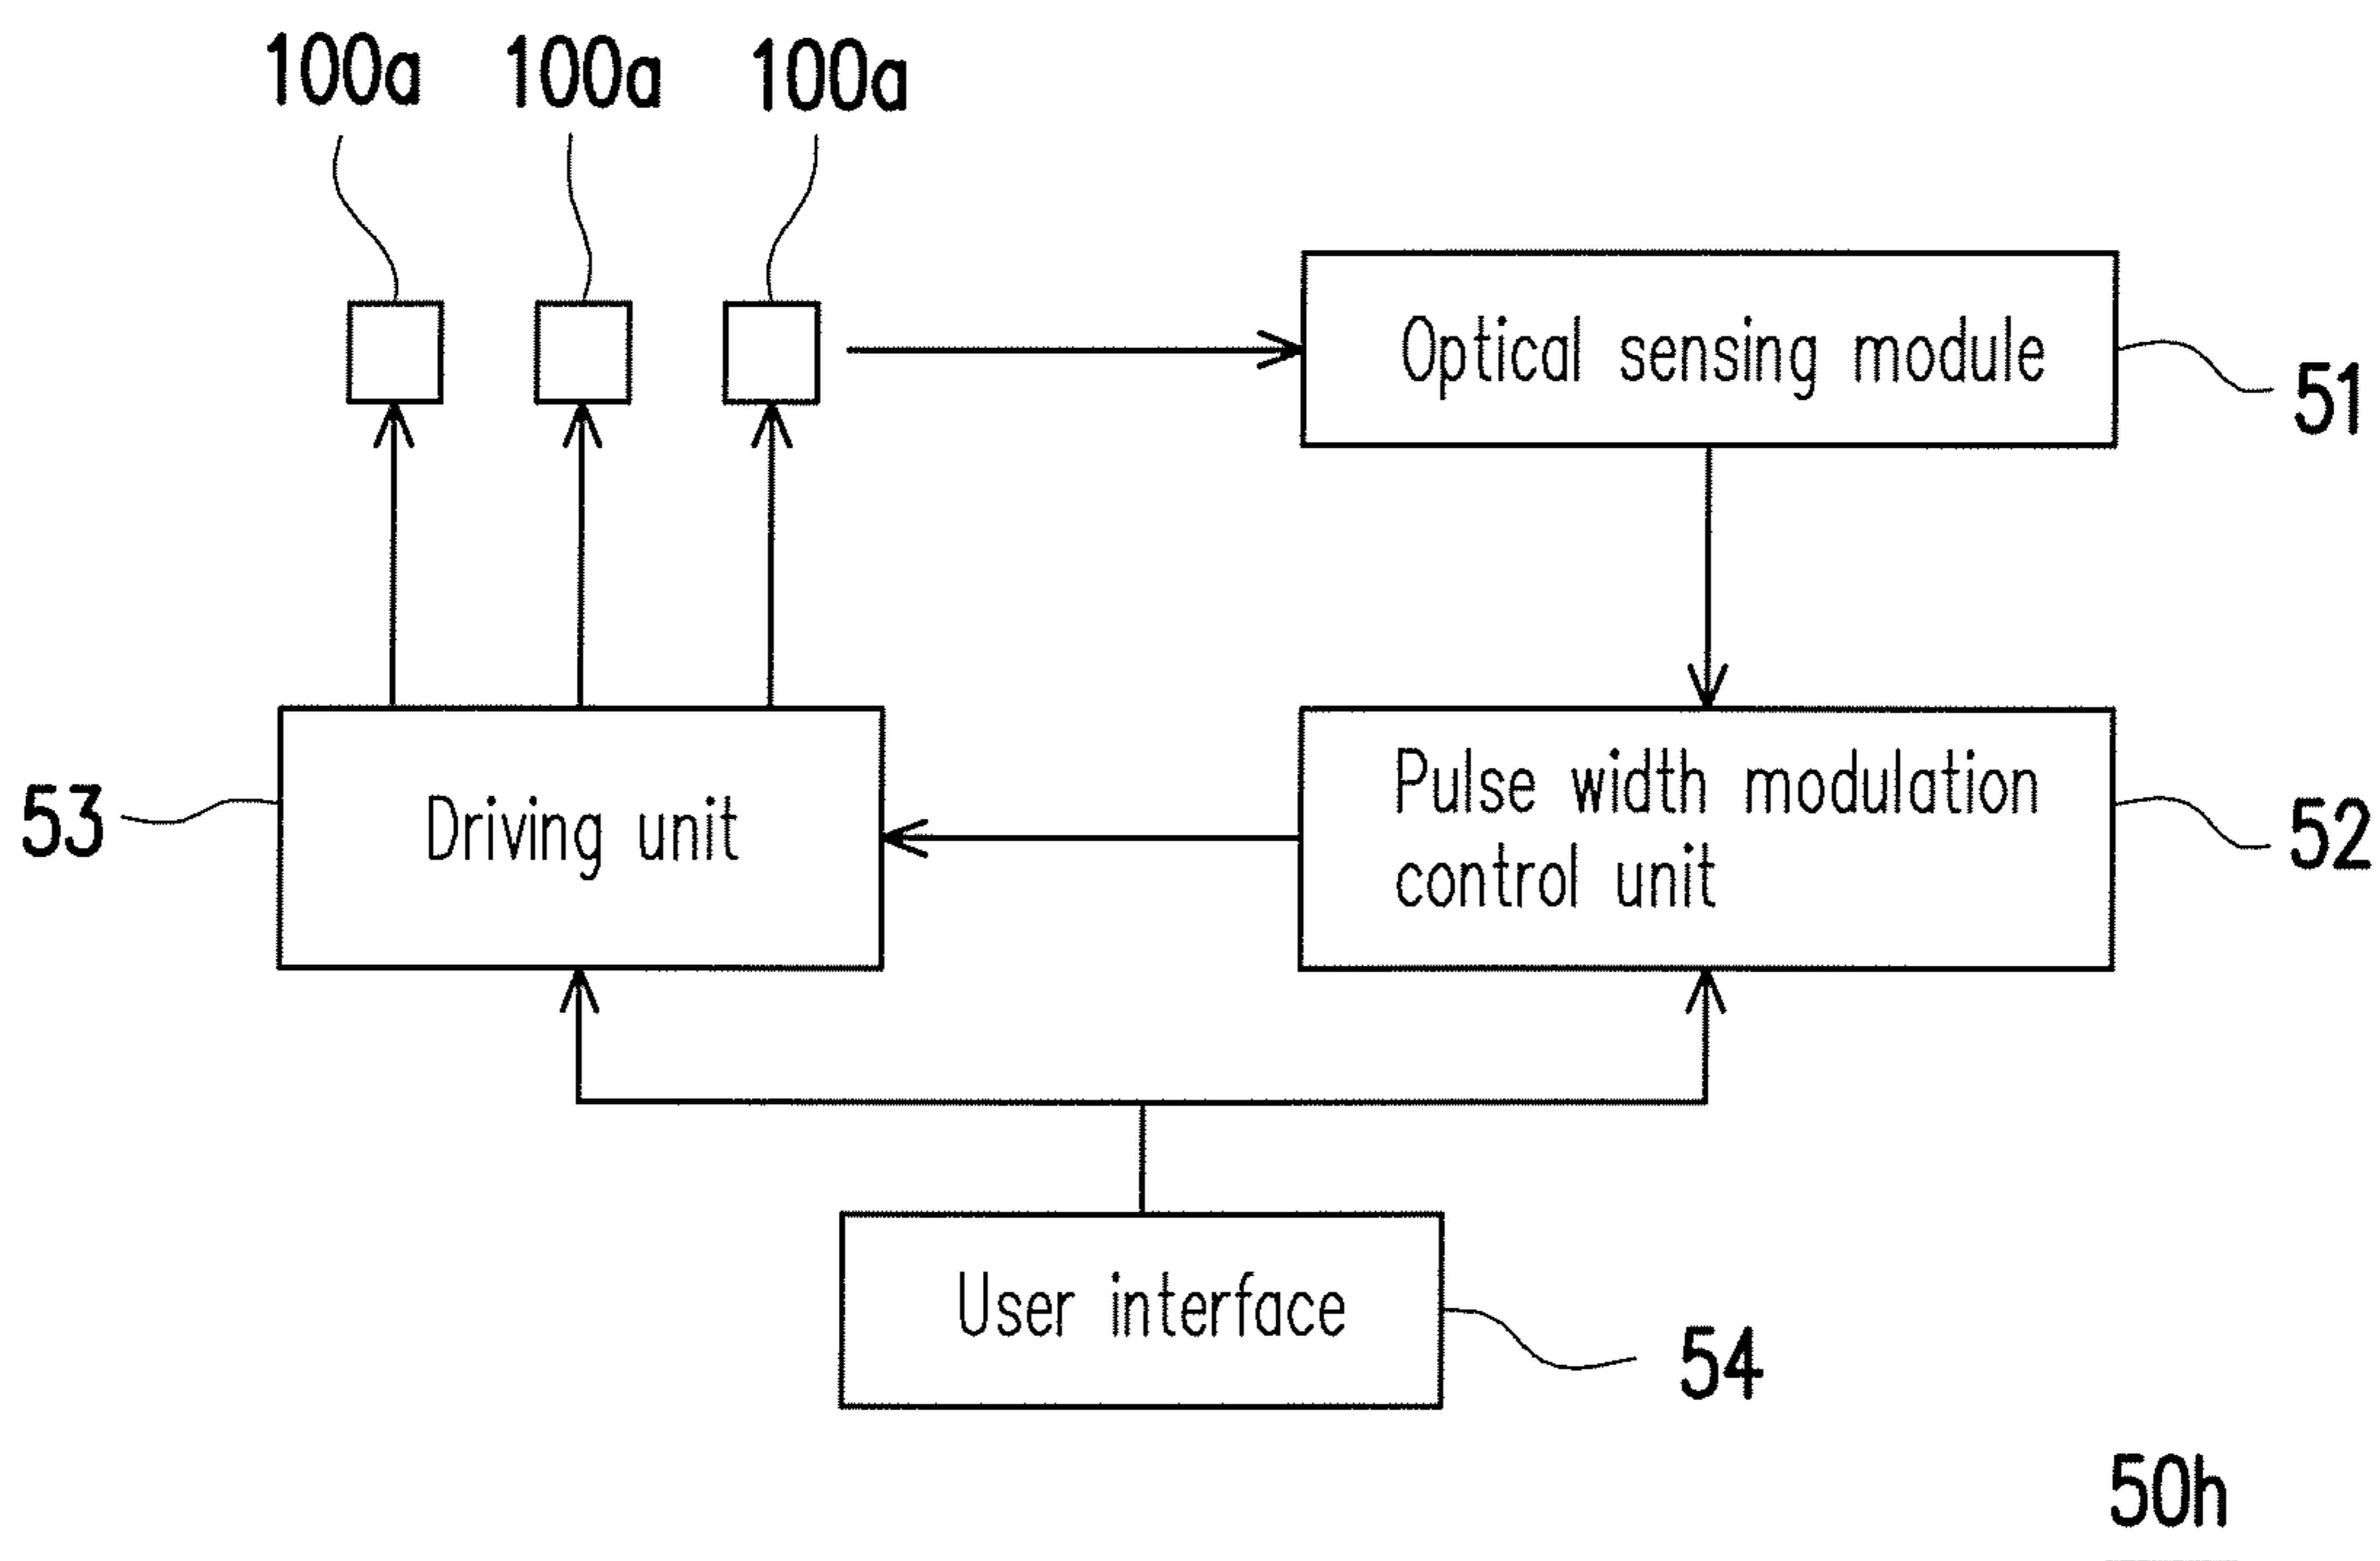 100a 100a 100a
Optical sensing module
51
53
Driving unit
Pulse width modulation
control unit
52
User interface
54
50h